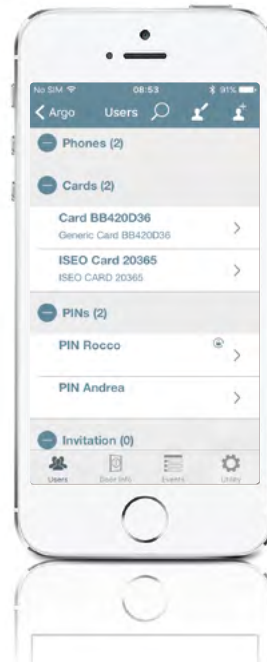 No SIM 08:53 91%
Argo Users
Phones (2)
Cards (2)
Card BB420D36
Generic Card BB420D36
ISEO Card 20365
ISEO CARD 20365
PINs (2)
PIN Rocco
PIN Andrea
Invitation (0)
Users Door Info Events Utility